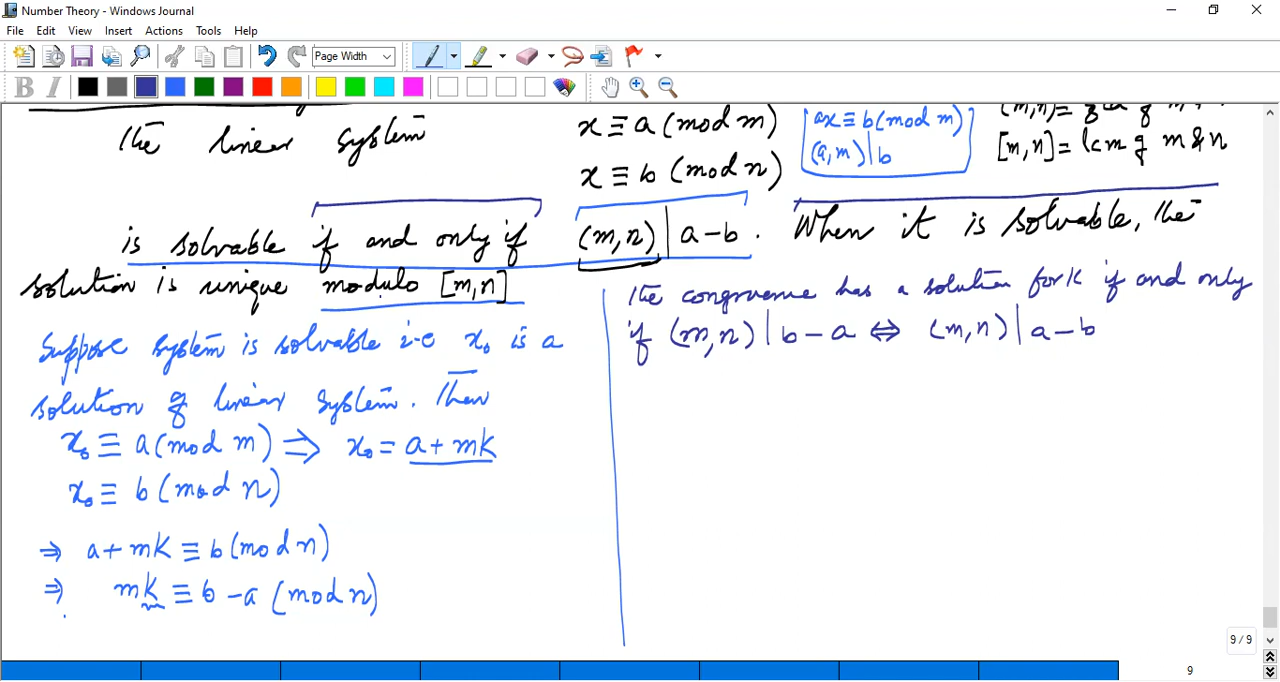 Number Theory - Windows Journal
File Edit View Insert Actions Tools Help
Page Width
B I
The linear system
x ≡ a (mod m)
x ≡ b (mod n)
ax ≡ b (mod m)
(a,m) | b
[m,n] = lcm of m & n
is solvable if and only if (m,n) | a-b. When it is solvable, the
solution is unique modulo [m,n]
Suppose system is solvable i-e x₀ is a
solution of linear system. Then
x₀ ≡ a (mod m) ⇒ x₀ = a + mk
x₀ ≡ b (mod n)
⇒ a + mk ≡ b (mod n)
⇒ mk ≡ b - a (mod n)
The congruence has a solution for k if and only
if (m,n) | b - a ⇔ (m,n) | a - b
9 / 9
9